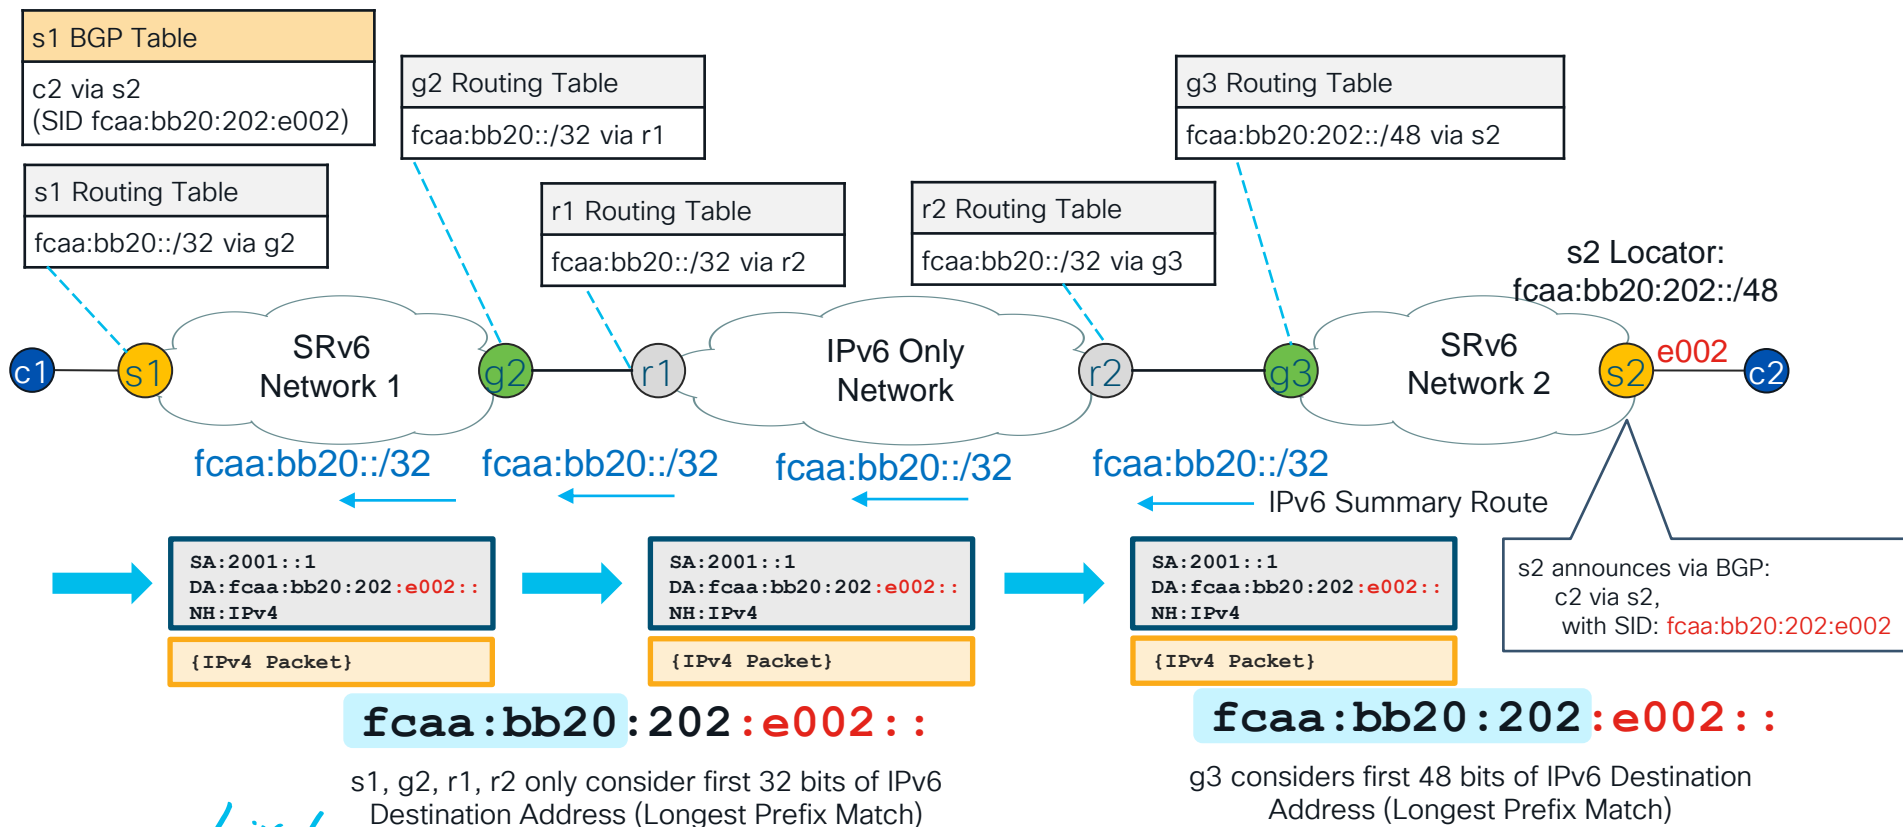 s1 BGP Table
c2 via s2
(SID fcaa:bb20:202:e002)
s1 Routing Table
fcaa:bb20::/32 via g2
g2 Routing Table
fcaa:bb20::/32 via r1
r1 Routing Table
fcaa:bb20::/32 via r2
r2 Routing Table
fcaa:bb20::/32 via g3
g3 Routing Table
fcaa:bb20:202::/48 via s2
s2 Locator:
fcaa:bb20:202::/48
c1
s1
SRv6
Network 1
g2
r1
IPv6 Only
Network
r2
g3
SRv6
Network 2
s2
e002
c2
fcaa:bb20::/32
fcaa:bb20::/32
fcaa:bb20::/32
fcaa:bb20::/32
IPv6 Summary Route
SA:2001::1
DA:fcaa:bb20:202:e002::
NH:IPv4
{IPv4 Packet}
SA:2001::1
DA:fcaa:bb20:202:e002::
NH:IPv4
{IPv4 Packet}
SA:2001::1
DA:fcaa:bb20:202:e002::
NH:IPv4
{IPv4 Packet}
s2 announces via BGP:
c2 via s2,
with SID: fcaa:bb20:202:e002
fcaa:bb20:202:e002::
s1, g2, r1, r2 only consider first 32 bits of IPv6
Destination Address (Longest Prefix Match)
fcaa:bb20:202:e002::
g3 considers first 48 bits of IPv6 Destination
Address (Longest Prefix Match)